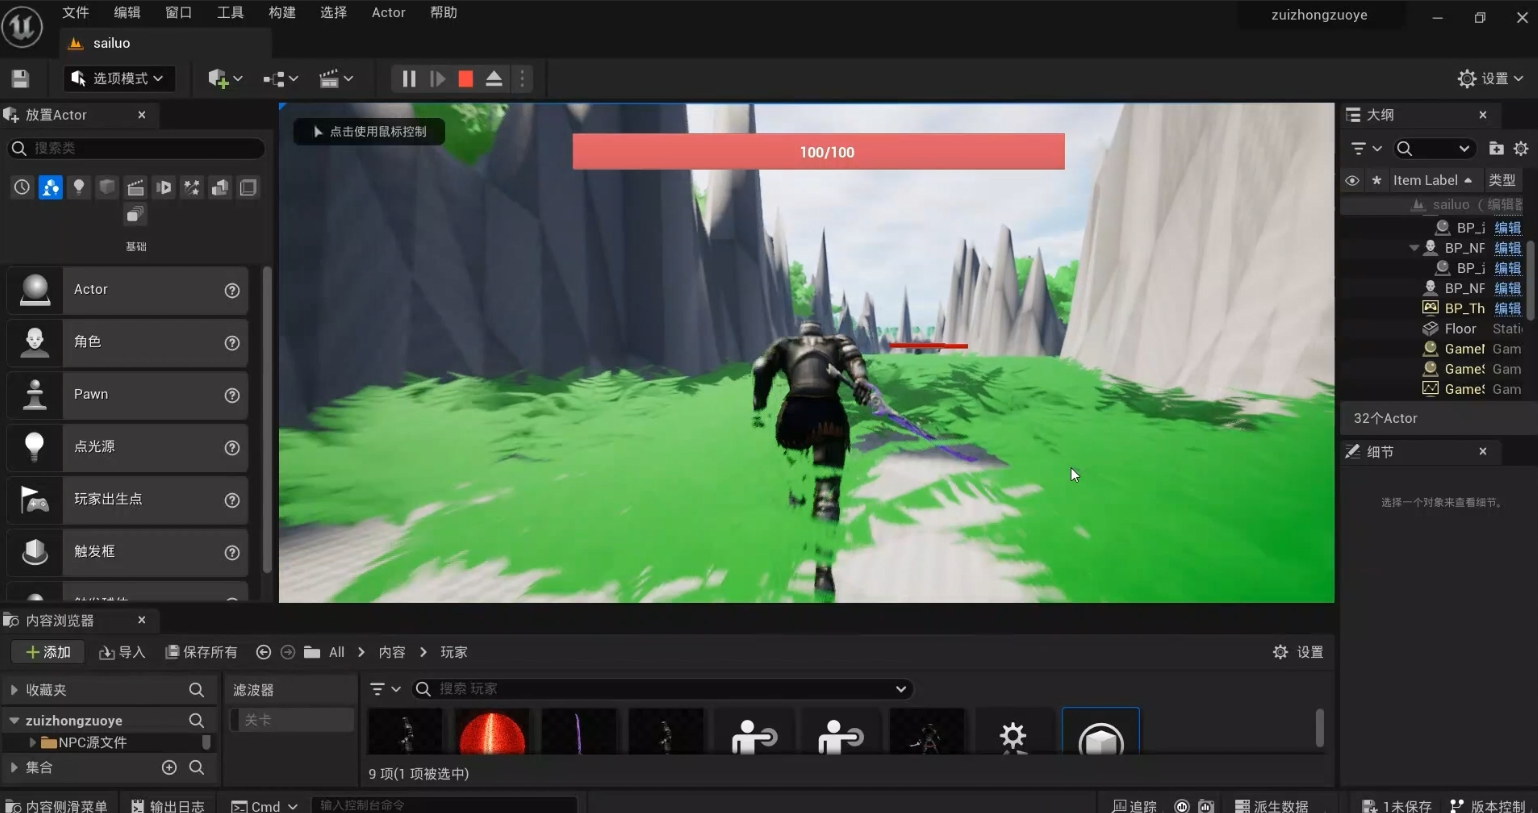 文件 编辑 窗口 工具 构建 选择 Actor 帮助
zuizhongzuoye
sailuo
选项模式
设置
放置Actor
搜索类
基础
Actor
角色
Pawn
点光源
玩家出生点
触发框
点击使用鼠标控制
100/100
大纲
Item Label 类型
sailuo (编辑器
BP_ 编辑
BP_NF 编辑
BP_ 编辑
BP_NF 编辑
BP_Th 编辑
Floor Stati
Game Gam
GameS Gam
GameS Gam
32个Actor
细节
选择一个对象来查看细节。
内容浏览器
添加 导入 保存所有 All 内容 玩家 设置
收藏夹
zuizhongzuoye
NPC源文件
集合
滤波器
关卡
搜索 玩家
9 项(1 项被选中)
内容侧滑菜单 输出日志 Cmd 输入控制台命令 追踪 派生数据 1未保存 版本控制